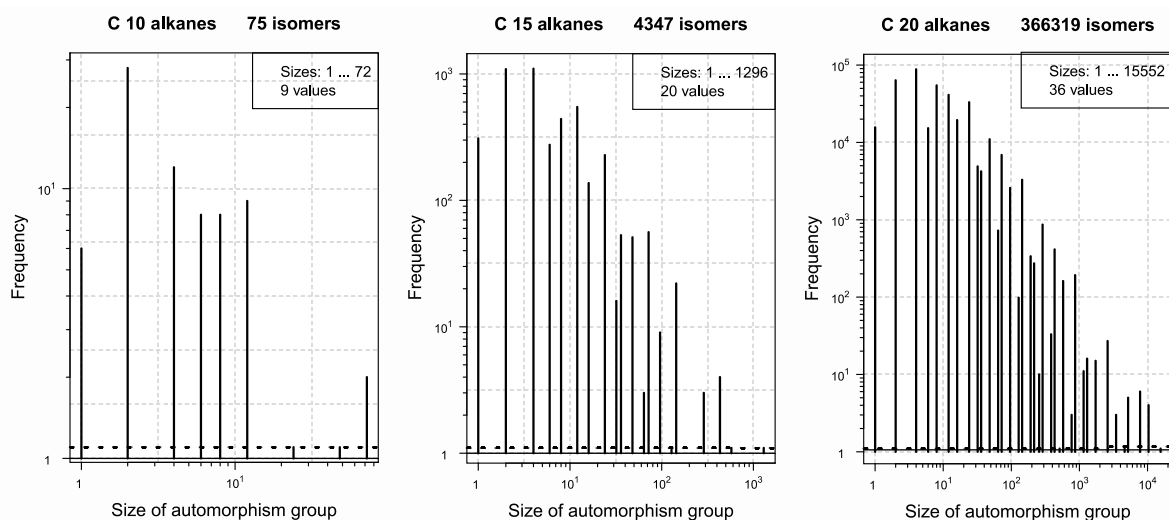 C 10 alkanes 75 isomers
Sizes: 1 ... 72
9 values
10¹
1
Frequency
1
10¹
Size of automorphism group
C 15 alkanes 4347 isomers
Sizes: 1 ... 1296
20 values
10³
10²
10¹
1
Frequency
1
10¹
10²
10³
Size of automorphism group
C 20 alkanes 366319 isomers
Sizes: 1 ... 15552
36 values
10⁵
10⁴
10³
10²
10¹
1
Frequency
1
10¹
10²
10³
10⁴
Size of automorphism group